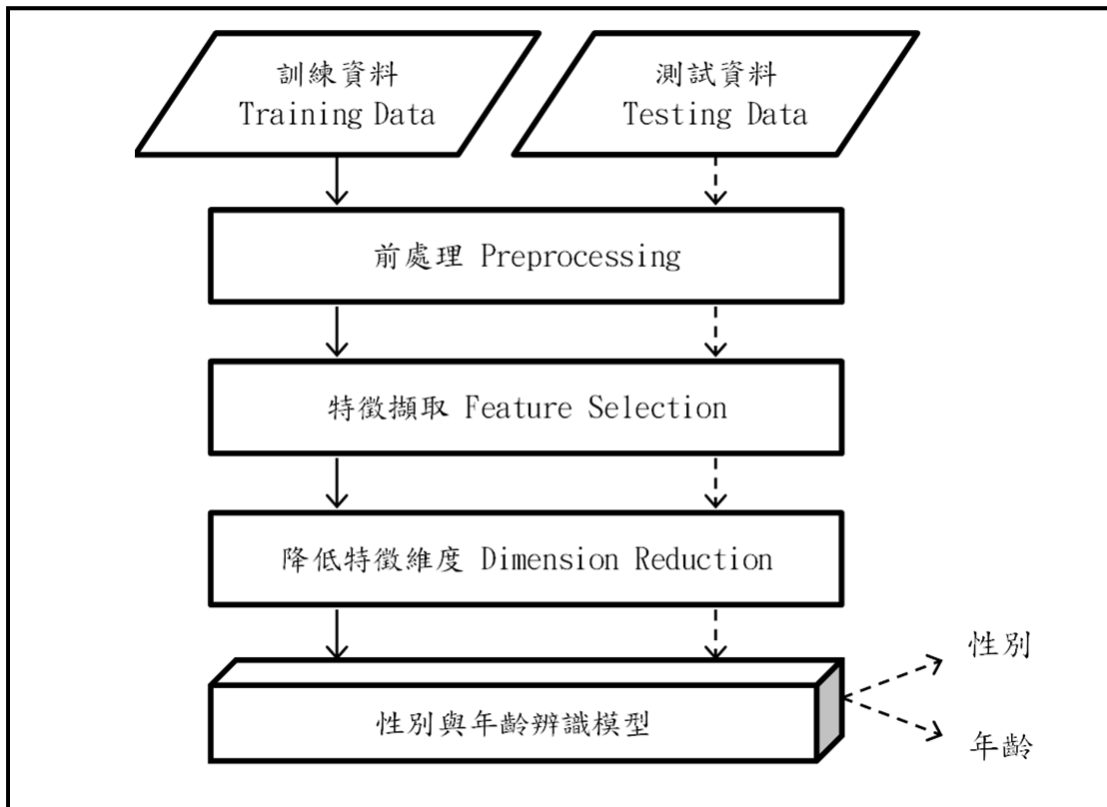 訓練資料
Training Data
測試資料
Testing Data
前處理 Preprocessing
特徵擷取 Feature Selection
降低特徵維度 Dimension Reduction
性別與年齡辨識模型
性別
年齡